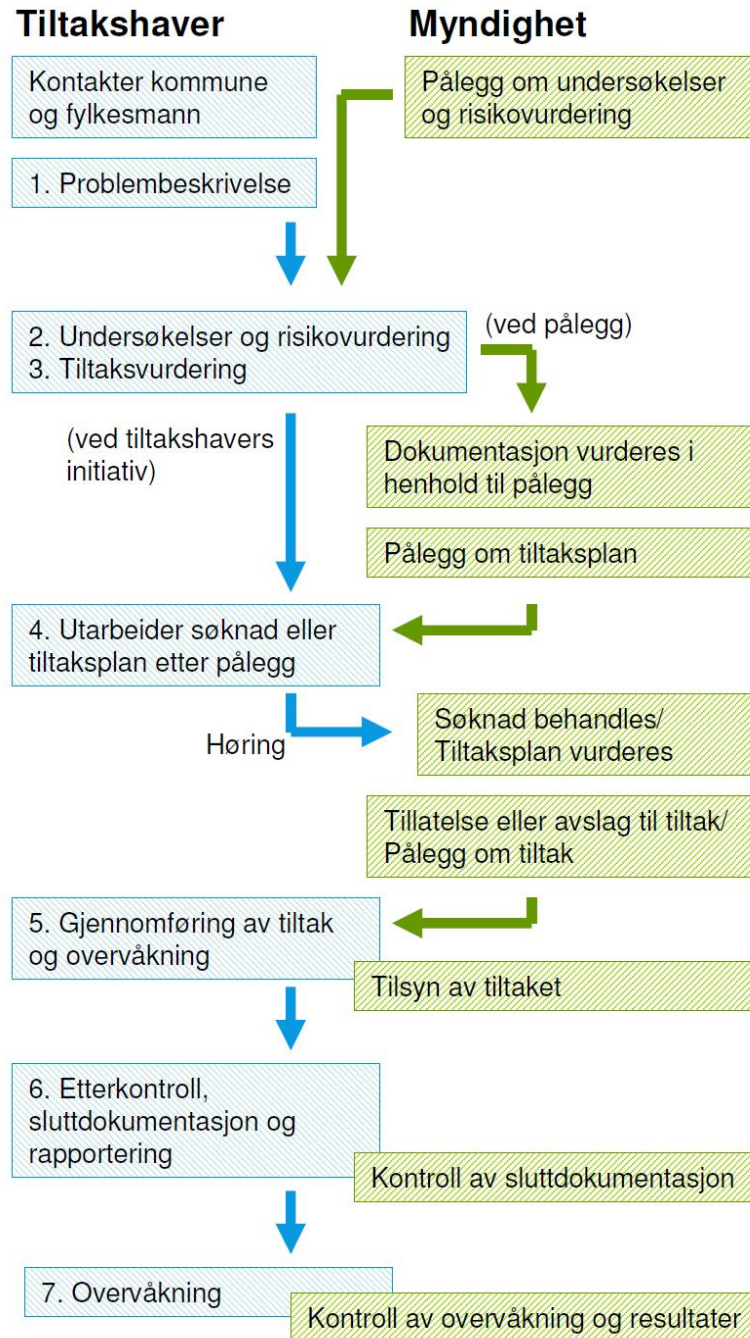 Tiltakshaver
Myndighet
Kontakter kommune
og fylkesmann
Pålegg om undersøkelser
og risikovurdering
1. Problembeskrivelse
2. Undersøkelser og risikovurdering
3. Tiltaksvurdering
(ved pålegg)
(ved tiltakshavers
initiativ)
Dokumentasjon vurderes i
henhold til pålegg
Pålegg om tiltaksplan
4. Utarbeider søknad eller
tiltaksplan etter pålegg
Høring
Søknad behandles/
Tiltaksplan vurderes
Tillatelse eller avslag til tiltak/
Pålegg om tiltak
5. Gjennomføring av tiltak
og overvåkning
Tilsyn av tiltaket
6. Etterkontroll,
sluttdokumentasjon og
rapportering
Kontroll av sluttdokumentasjon
7. Overvåkning
Kontroll av overvåkning og resultater